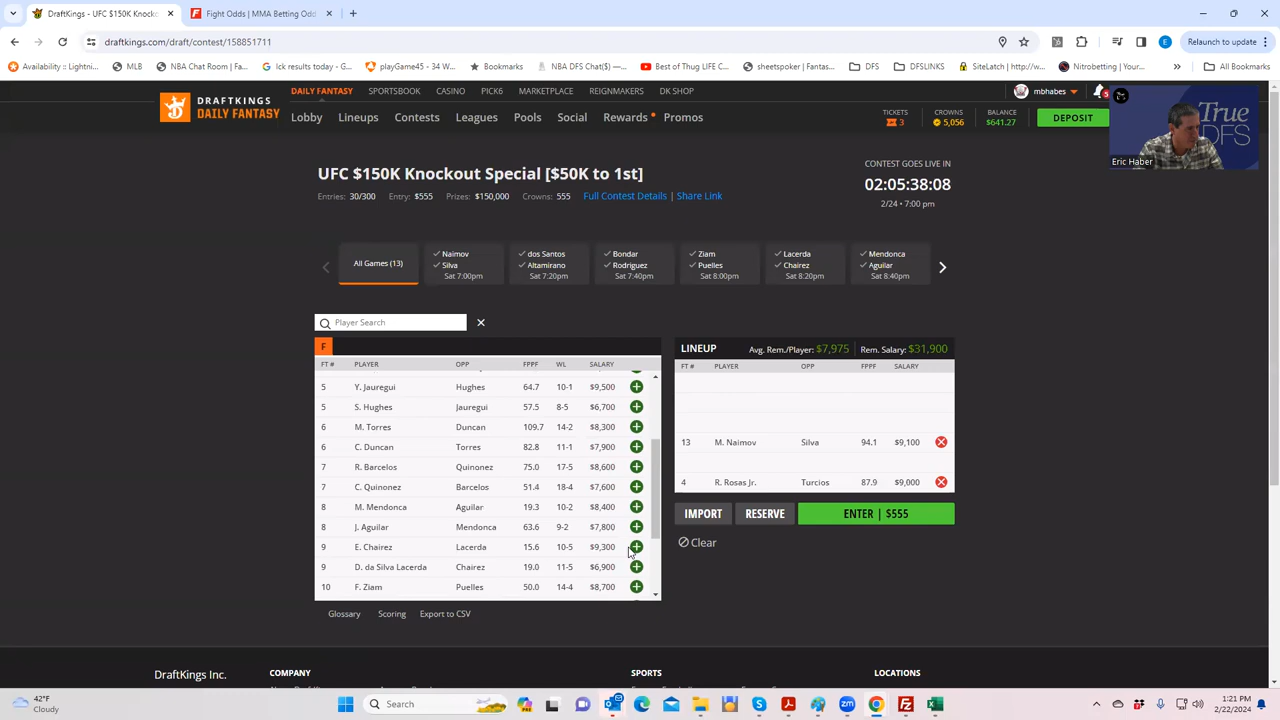 DraftKings - UFC $150K Knocko
Fight Odds | MMA Betting Odd
draftkings.com/draft/contest/158851711
Relaunch to update
Availability :: Lightni...
MLB
NBA Chat Room | Fa...
Ick results today - G...
playGame45 - 34 W...
Bookmarks
NBA DFS Chat($)—...
Best of Thug LIFE C...
sheetspoker | Fantas...
DFS
DFSLINKS
SiteLatch | http://w...
Nitrobetting | Your...
All Bookmarks
DRAFTKINGS
DAILY FANTASY
DAILY FANTASY SPORTSBOOK CASINO PICK6 MARKETPLACE REIGNMAKERS DK SHOP
mbhabes
5
Lobby Lineups Contests Leagues Pools Social Rewards Promos
TICKETS CROWNS BALANCE
3 5,056 $641.27
DEPOSIT
True
DFS
Eric Haber
UFC $150K Knockout Special [$50K to 1st]
Entries: 30/300 Entry: $555 Prizes: $150,000 Crowns: 555 Full Contest Details | Share Link
CONTEST GOES LIVE IN
02:05:38:08
2/24 • 7:00 pm
All Games (13)
Naimov
Silva
Sat 7:00pm
dos Santos
Altamirano
Sat 7:20pm
Bondar
Rodriguez
Sat 7:40pm
Ziam
Puelles
Sat 8:00pm
Lacerda
Chairez
Sat 8:20pm
Mendonca
Aguilar
Sat 8:40pm
Player Search
F
FT # PLAYER OPP FPPF WL SALARY
5 Y. Jauregui Hughes 64.7 10-1 $9,500
5 S. Hughes Jauregui 57.5 8-5 $6,700
6 M. Torres Duncan 109.7 14-2 $8,300
6 C. Duncan Torres 82.8 11-1 $7,900
7 R. Barcelos Quinonez 75.0 17-5 $8,600
7 C. Quinonez Barcelos 51.4 18-4 $7,600
8 M. Mendonca Aguilar 19.3 10-2 $8,400
8 J. Aguilar Mendonca 63.6 9-2 $7,800
9 E. Chairez Lacerda 15.6 10-5 $9,300
9 D. da Silva Lacerda Chairez 19.0 11-5 $6,900
10 F. Ziam Puelles 50.0 14-4 $8,700
Glossary Scoring Export to CSV
LINEUP Avg. Rem./Player: $7,975 Rem. Salary: $31,900
FT # PLAYER OPP FPPF SALARY
13 M. Naimov Silva 94.1 $9,100
4 R. Rosas Jr. Turcios 87.9 $9,000
IMPORT RESERVE ENTER | $555
Clear
DraftKings Inc. COMPANY SPORTS LOCATIONS
42°F
Cloudy
Search
1:21 PM
2/22/2024